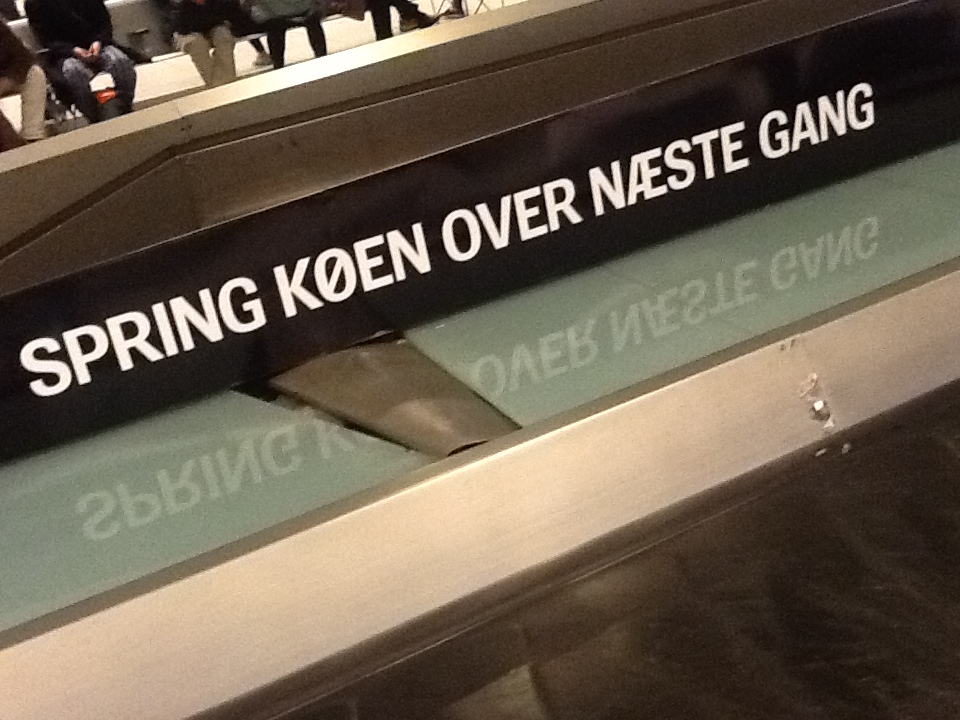 SPRING KØEN OVER NÆSTE GANG